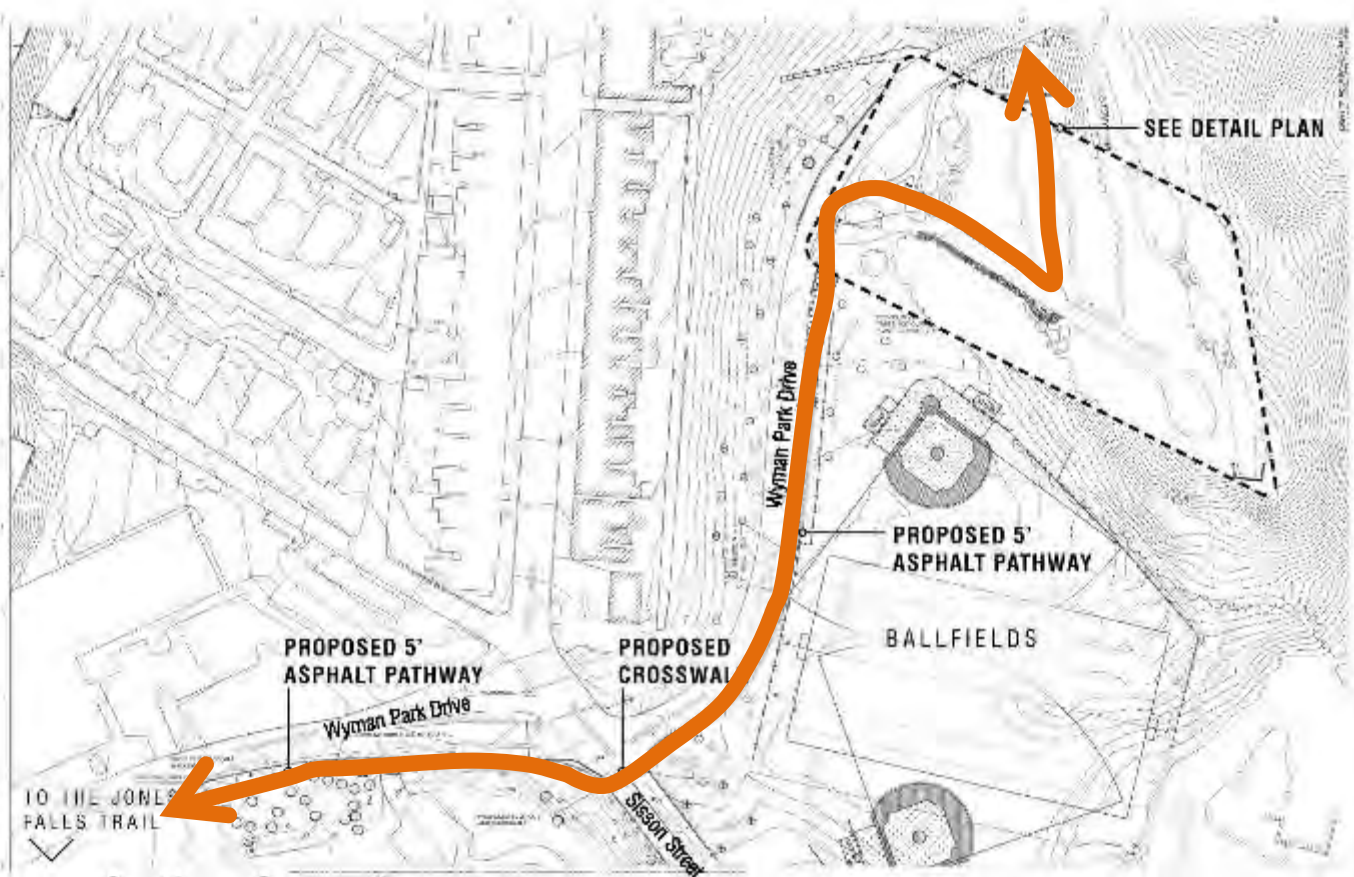 SEE DETAIL PLAN
Wyman Park Drive
PROPOSED 5'
ASPHALT PATHWAY
BALLFIELDS
PROPOSED 5'
ASPHALT PATHWAY
PROPOSED
Wyman Park Drive
TO THE JONES
FALLS TRAIL
Sisson Street